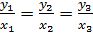 y₁/x₁ = y₂/x₂ = y₃/x₃